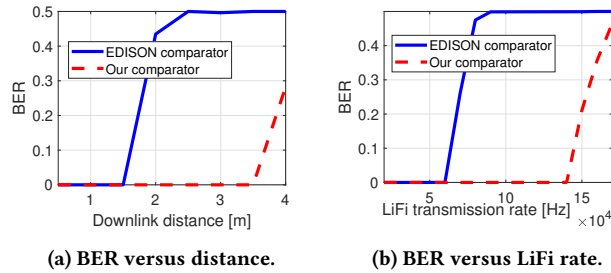 0.5
0.4
0.3
0.2
0.1
0
BER
EDISON comparator
Our comparator
1
2
3
4
Downlink distance [m]
(a) BER versus distance.
0.5
0.4
0.3
0.2
0.1
0
BER
EDISON comparator
Our comparator
5
10
15
LiFi transmission rate [Hz]
×10⁴
(b) BER versus LiFi rate.